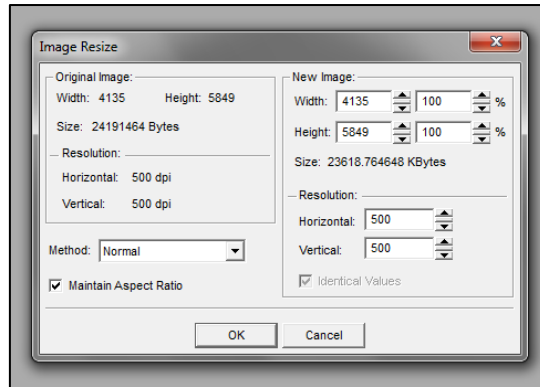 Image Resize
Original Image:
Width: 4135 Height: 5849
Size: 24191464 Bytes
Resolution:
Horizontal: 500 dpi
Vertical: 500 dpi
Method: Normal
Maintain Aspect Ratio
New Image:
Width: 4135 100 %
Height: 5849 100 %
Size: 23618.764648 KBytes
Resolution:
Horizontal: 500
Vertical: 500
Identical Values
OK Cancel